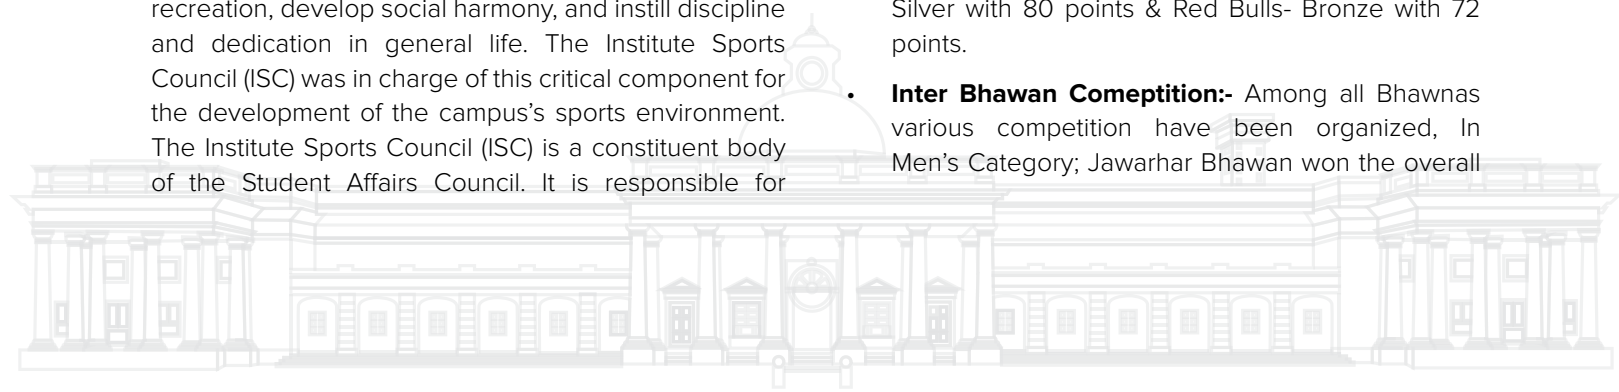 recreation, develop social harmony, and instill discipline
and dedication in general life. The Institute Sports
Council (ISC) was in charge of this critical component for
the development of the campus’s sports environment.
The Institute Sports Council (ISC) is a constituent body
of the Student Affairs Council. It is responsible for
Silver with 80 points & Red Bulls- Bronze with 72
points.
• Inter Bhawan Comeptition:- Among all Bhawnas
various competition have been organized, In
Men’s Category; Jawarhar Bhawan won the overall